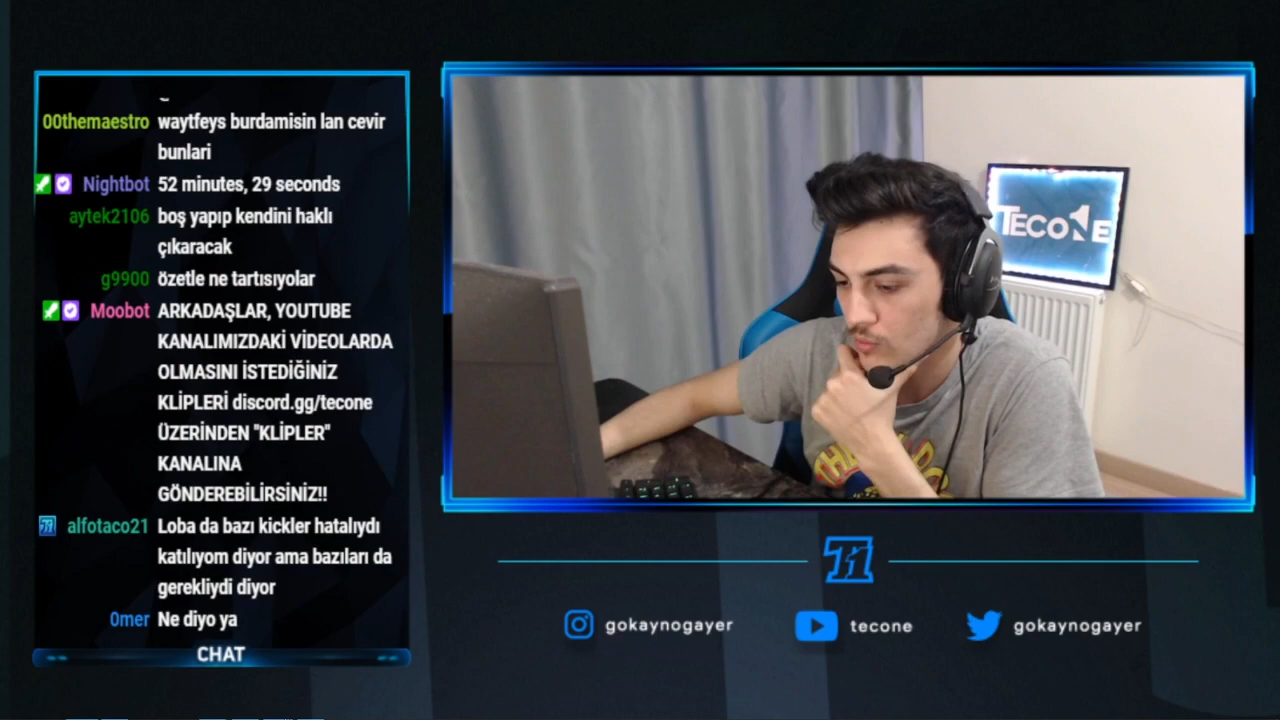 00themaestro waytfeys burdamisin lan cevir
bunlari
Nightbot 52 minutes, 29 seconds
aytek2106 boş yapıp kendini haklı
çıkaracak
g9900 özetle ne tartısıyolar
Moobot ARKADAŞLAR, YOUTUBE
KANALIMIZDAKİ VİDEOLARDA
OLMASINI İSTEDİĞİNİZ
KLİPLERİ discord.gg/tecone
ÜZERİNDEN "KLİPLER"
KANALINA
GÖNDEREBİLİRSİNİZ!!
alfotaco21 Loba da bazı kickler hatalıydı
katılıyom diyor ama bazıları da
gerekliydi diyor
0mer Ne diyo ya
CHAT
TECONE
T1
gokaynogayer
tecone
gokaynogayer